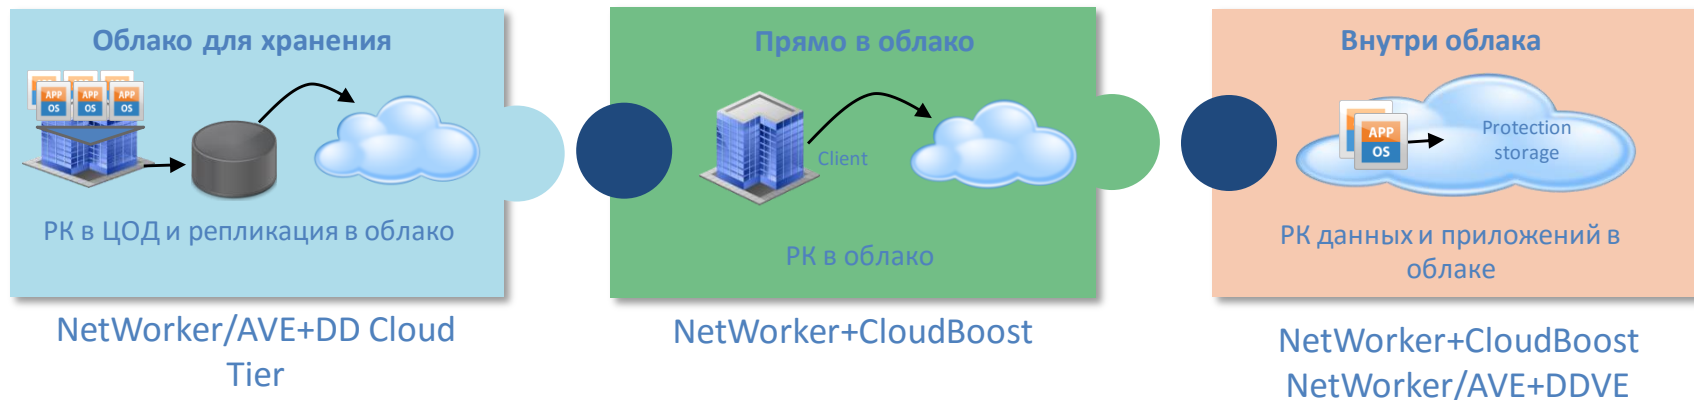 Облако для хранения
APP
OS
APP
OS
APP
OS
РК в ЦОД и репликация в облако
NetWorker/AVE+DD Cloud
Tier
Прямо в облако
Client
РК в облако
NetWorker+CloudBoost
Внутри облака
APP
OS
Protection
storage
РК данных и приложений в
облаке
NetWorker+CloudBoost
NetWorker/AVE+DDVE